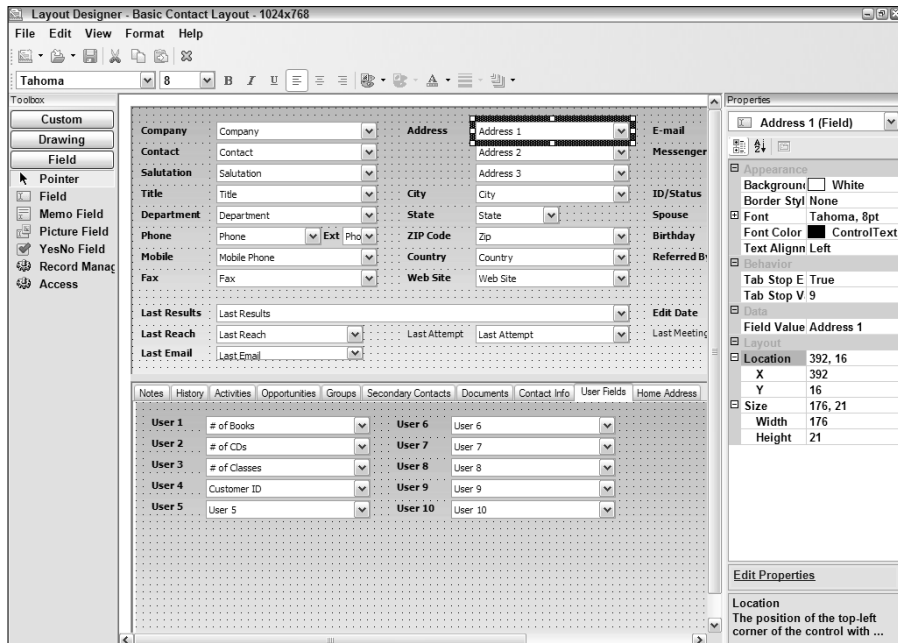 Layout Designer - Basic Contact Layout - 1024x768
File Edit View Format Help
Tahoma 8 B I U A
Toolbox
Custom
Drawing
Field
Pointer
Field
Memo Field
Picture Field
YesNo Field
Record Manag
Access
Company Company Address Address 1 E-mail
Contact Contact Address 2 Messenger
Salutation Salutation Address 3
Title Title City City ID/Status
Department Department State State Spouse
Phone Phone Ext Pho ZIP Code Zip Birthday
Mobile Mobile Phone Country Country Referred By
Fax Fax Web Site Web Site
Last Results Last Results Edit Date
Last Reach Last Reach Last Attempt Last Attempt Last Meeting
Last Email Last Email
Notes History Activities Opportunities Groups Secondary Contacts Documents Contact Info User Fields Home Address
User 1 # of Books User 6 User 6
User 2 # of CDs User 7 User 7
User 3 # of Classes User 8 User 8
User 4 Customer ID User 9 User 9
User 5 User 5 User 10 User 10
Properties
Address 1 (Field)
Appearance
Background White
Border Styl None
Font Tahoma, 8pt
Font Color ControlText
Text Alignn Left
Behavior
Tab Stop E True
Tab Stop V 9
Data
Field Value Address 1
Layout
Location 392, 16
X 392
Y 16
Size 176, 21
Width 176
Height 21
Edit Properties
Location
The position of the top-left
corner of the control with ...